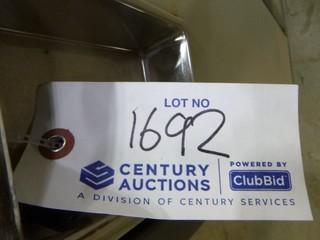 LOT NO
1692
CENTURY
AUCTIONS
POWERED BY
ClubBid
A DIVISION OF CENTURY SERVICES